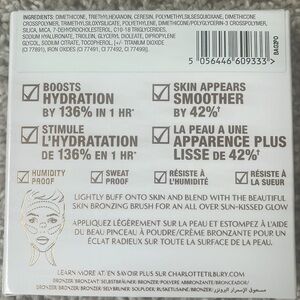 INGREDIENTS: DIMETHICONE, TRIETHYLHEXANOIN, CERESIN, POLYMETHYLSILSESQUIOXANE, DIMETHICONE
CROSSPOLYMER, TRIMETHYLSILOXYSILICATE, POLYETHYLENE, DIMETHICONE/POLYGLYCERIN-3 CROSSPOLYMER,
SILICA, MICA, 7-DEHYDROCHOLESTEROL, C10-18 TRIGLYCERIDES,
SODIUM HYALURONATE, TRIOLEIN, GLYCERYL DIOLEATE, DIPROPYLENE
GLYCOL, SODIUM CITRATE, TOCOPHEROL, [+/- TITANIUM DIOXIDE
(CI 77891), IRON OXIDES (CI 77491, CI 77492, CI 77499)].
5 056446 609333 >
BOOSTS
HYDRATION
BY 136% IN 1 HR*
SKIN APPEARS
SMOOTHER
BY 42%†
STIMULE
L'HYDRATATION
DE 136% EN 1 HR*
LA PEAU A UNE
APPARENCE PLUS
LISSE DE 42%†
HUMIDITY
PROOF
SWEAT
PROOF
RÉSISTE À
L'HUMIDITÉ
RÉSISTE À
LA SUEUR
LIGHTLY BUFF ONTO SKIN AND BLEND WITH THE BEAUTIFUL
SKIN BRONZING BRUSH FOR AN ALL OVER SUN-KISSED GLOW
APPLIQUEZ LÉGÈREMENT SUR LA PEAU ET ESTOMPEZ À L'AIDE
DU BEAU PINCEAU À POUDRE/CRÈME BRONZANTE POUR UN
ÉCLAT RADIEUX SUR TOUTE LA SURFACE DE LA PEAU.
LEARN MORE AT/EN SAVOIR PLUS SUR CHARLOTTETILBURY.COM